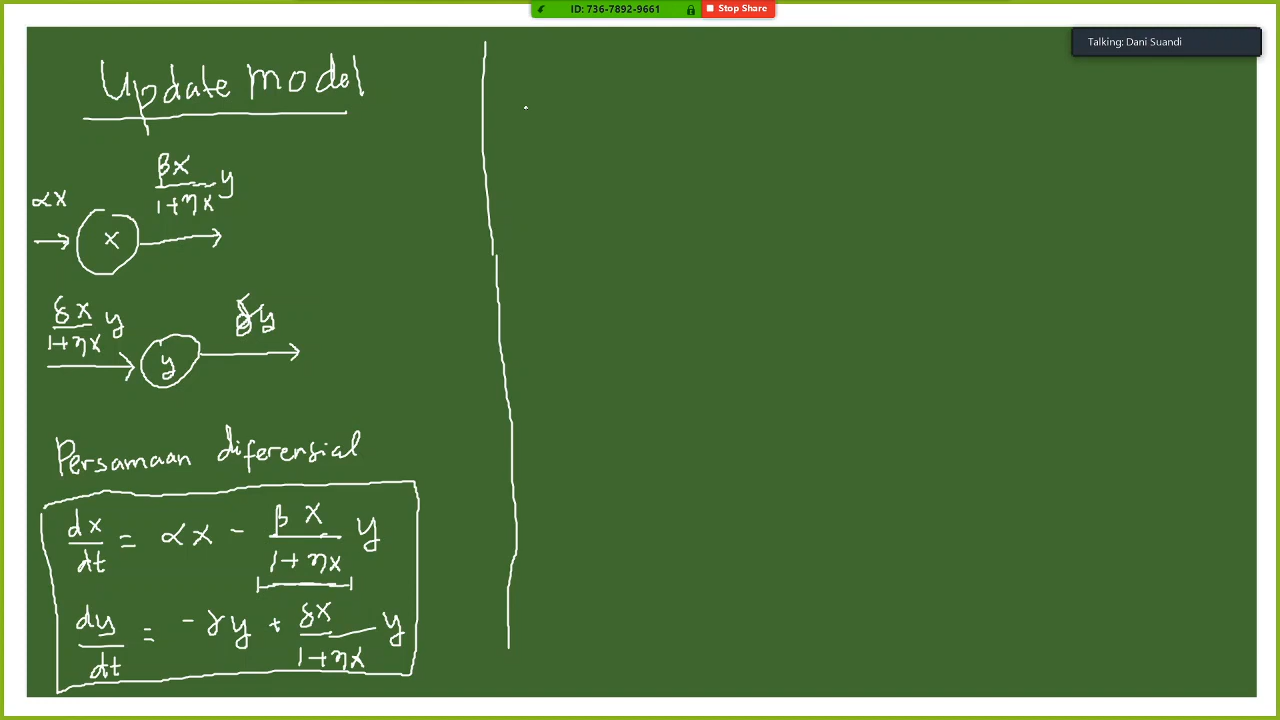 ID: 736-7892-9661 Stop Share
Talking: Dani Suandi
Update model
αx
βx/(1+ηx) y
x
δx/(1+ηx) y
γy
y
Persamaan diferensial
dx/dt = αx - βx/(1+ηx) y
dy/dt = -γy + δx/(1+ηx) y